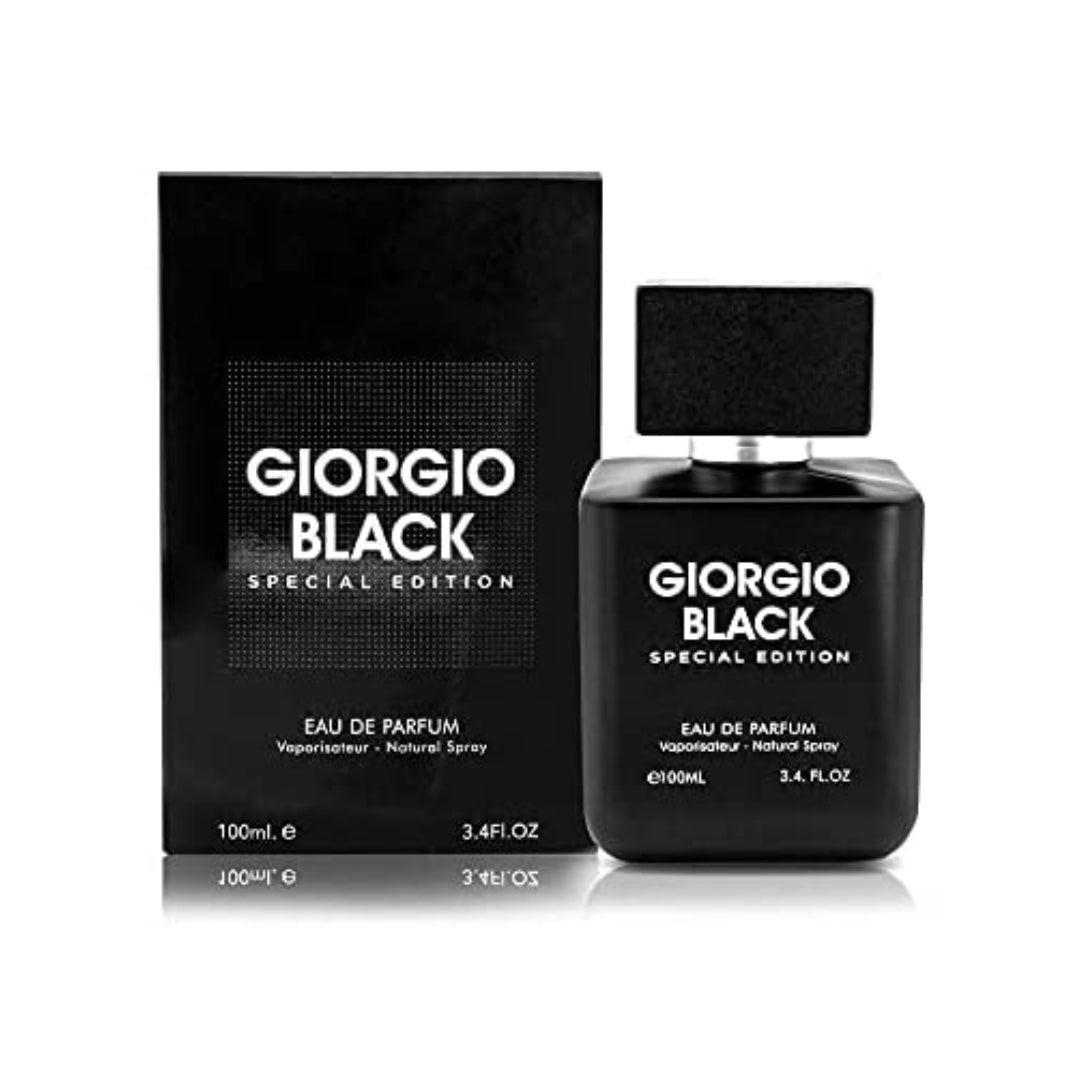 GIORGIO
BLACK
SPECIAL EDITION
EAU DE PARFUM
Vaporisateur - Natural Spray
100ml. e 3.4Fl.OZ
GIORGIO
BLACK
SPECIAL EDITION
EAU DE PARFUM
Vaporisateur - Natural Spray
e100ML 3.4. FL.OZ